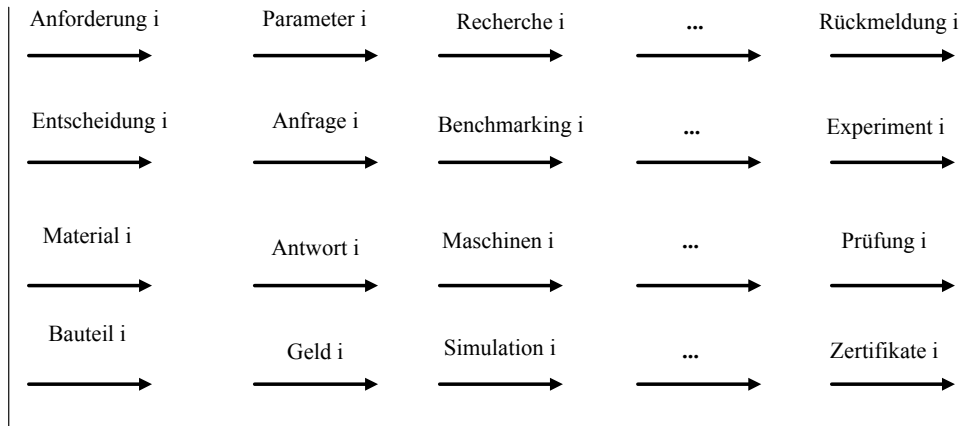 Anforderung i Parameter i Recherche i ... Rückmeldung i
Entscheidung i Anfrage i Benchmarking i ... Experiment i
Material i Antwort i Maschinen i ... Prüfung i
Bauteil i Geld i Simulation i ... Zertifikate i